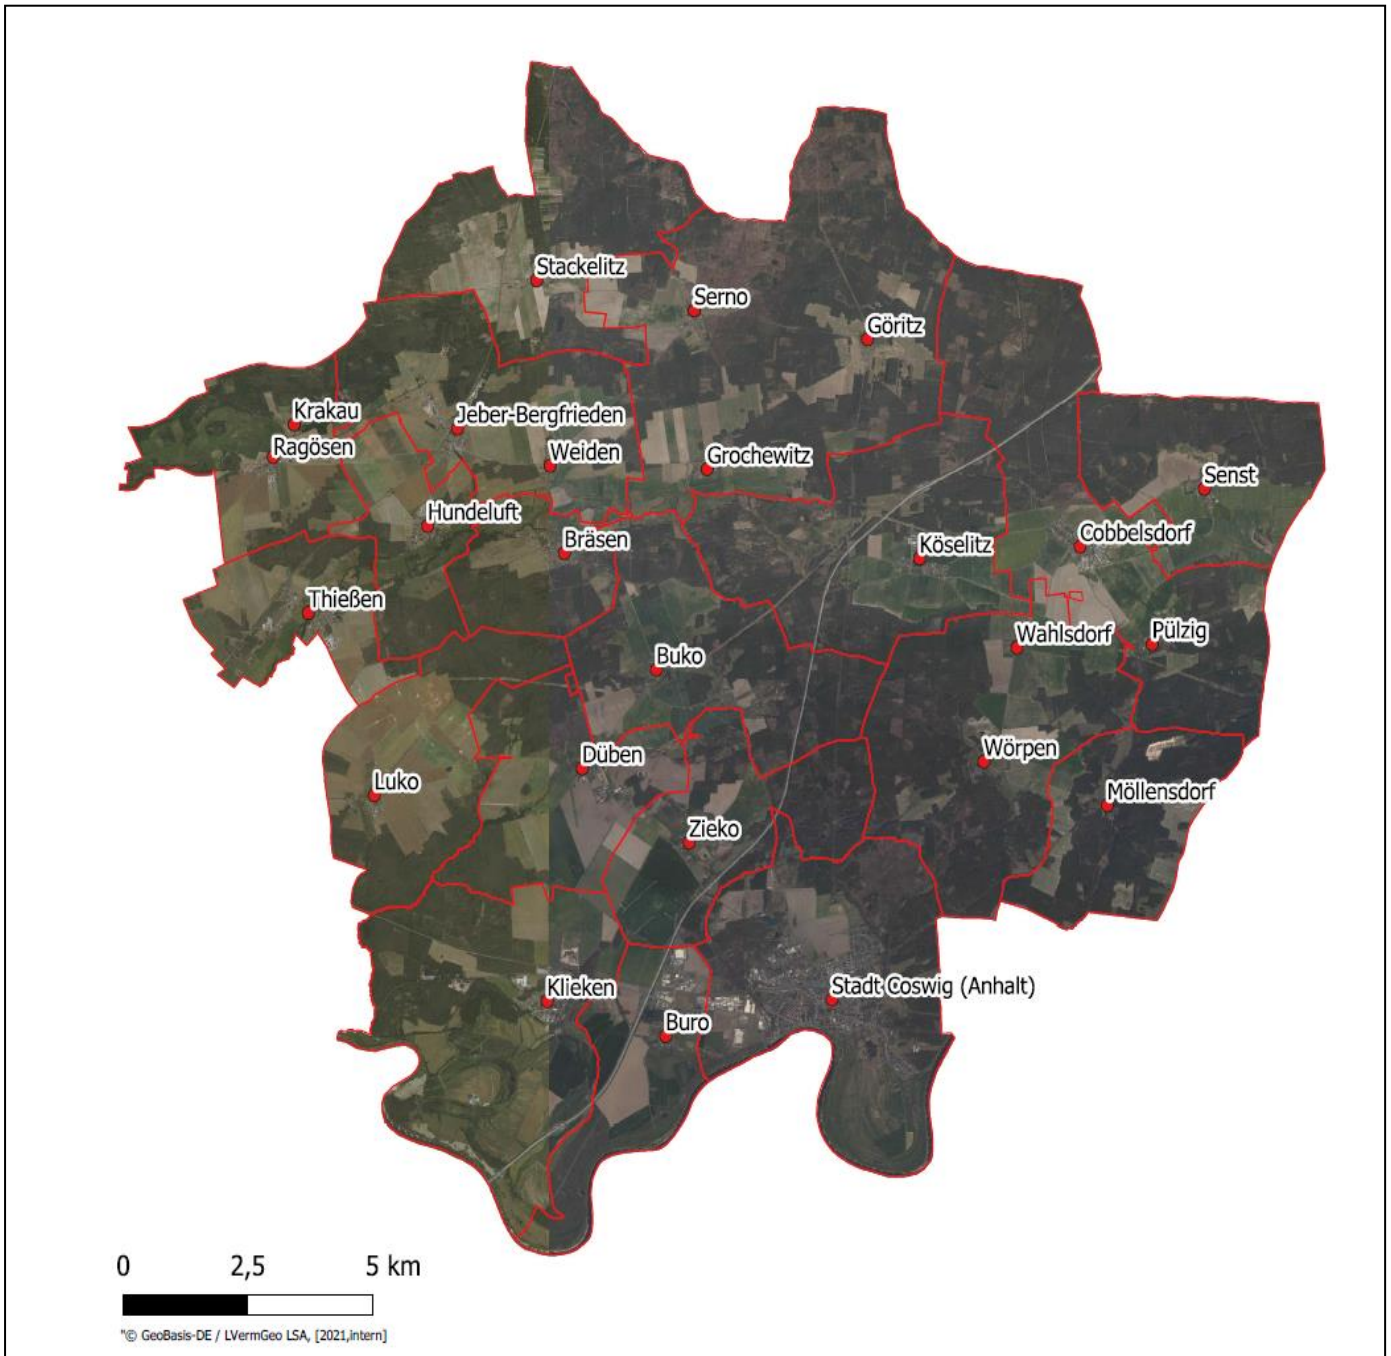 Stackelitz
Serno
Göritz
Krakau
Jeber-Bergfrieden
Ragösen
Weiden
Grochewitz
Senst
Hundeluft
Bräsen
Köselitz
Cobbelsdorf
Thießen
Buko
Wahlsdorf
Pülzig
Düben
Wörpen
Luko
Möllensdorf
Zieko
Klieken
Stadt Coswig (Anhalt)
Buro
0 2,5 5 km
"© GeoBasis-DE / LVermGeo LSA, [2021,intern]